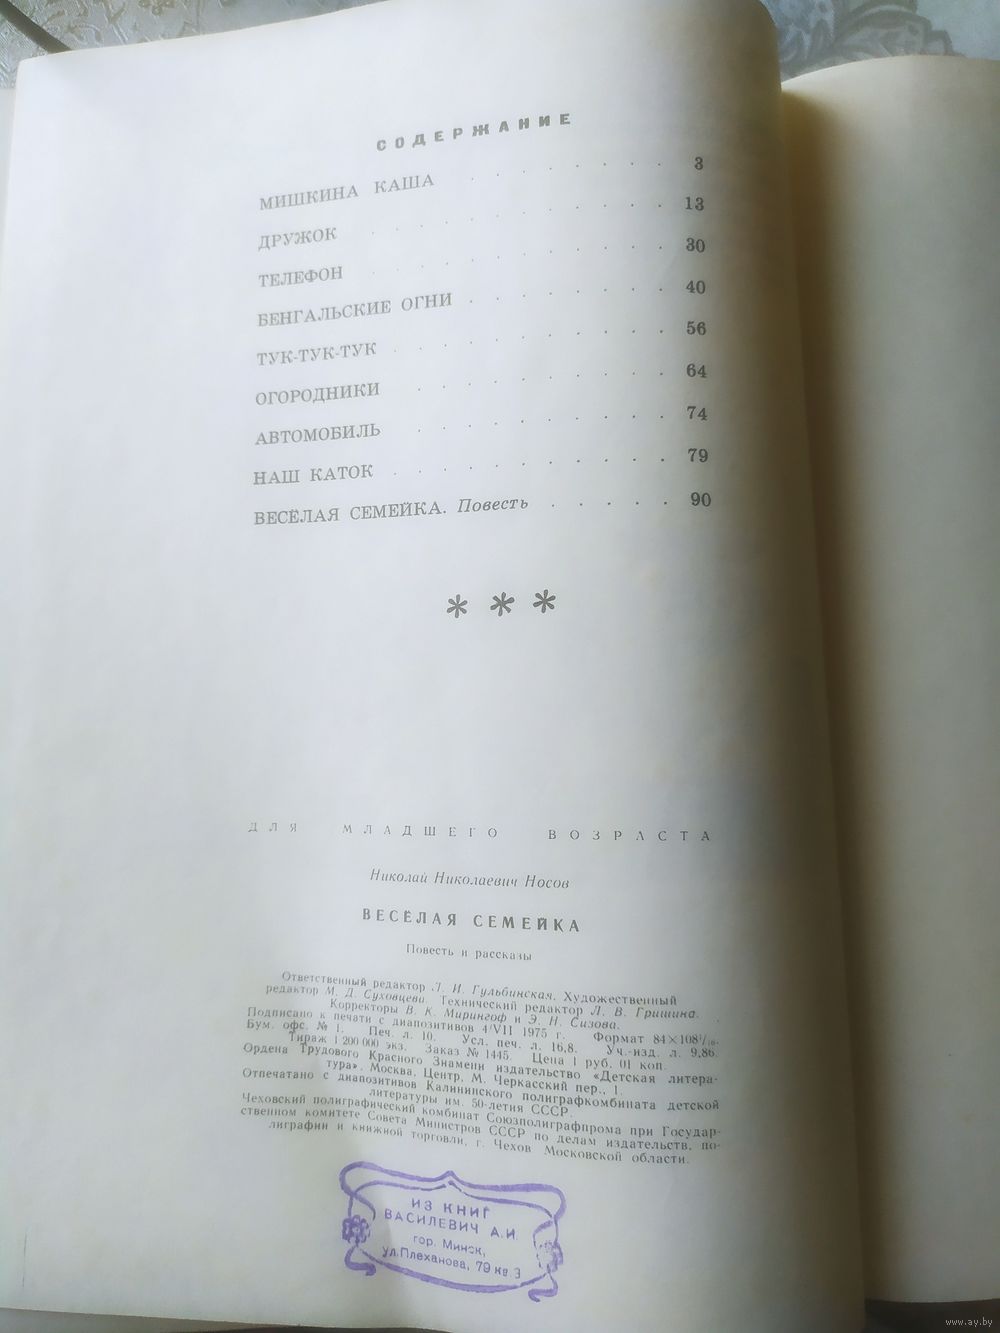 СОДЕРЖАНИЕ
МИШКИНА КАША . . . . . . . 3
ДРУЖОК . . . . . . . . . . 13
ТЕЛЕФОН . . . . . . . . . . 30
БЕНГАЛЬСКИЕ ОГНИ . . . . . . . 40
ТУК-ТУК-ТУК . . . . . . . . . 56
ОГОРОДНИКИ . . . . . . . . . 64
АВТОМОБИЛЬ . . . . . . . . . 74
НАШ КАТОК . . . . . . . . . 79
ВЕСЁЛАЯ СЕМЕЙКА. Повесть . . . . . 90
* * *
ДЛЯ МЛАДШЕГО ВОЗРАСТА
Николай Николаевич Носов
ВЕСЁЛАЯ СЕМЕЙКА
Повесть и рассказы
Ответственный редактор Л. И. Гульбинская. Художественный
редактор М. Д. Суховцева. Технический редактор Л. В. Гришина.
Корректоры В. К. Мирингоф и Э. Н. Сизова.
Подписано к печати с диапозитивов 4/VII 1975 г. Формат 84×108¹/₁₆.
Бум. офс. № 1. Печ. л. 10. Усл. печ. л. 16,8. Уч.-изд. л. 9,86.
Тираж 1 200 000 экз. Заказ № 1445. Цена 1 руб. 01 коп.
Ордена Трудового Красного Знамени издательство «Детская литера-
тура». Москва, Центр, М. Черкасский пер., 1.
Отпечатано с диапозитивов Калининского полиграфкомбината детской
литературы им. 50-летия СССР.
Чеховский полиграфический комбинат Союзполиграфпрома при Государ-
ственном комитете Совета Министров СССР по делам издательств, по-
лиграфии и книжной торговли, г. Чехов Московской области.
ИЗ КНИГ
ВАСИЛЕВИЧ А.И.
гор. Минск,
ул.Плеханова, 79 кв 3
www.ay.by